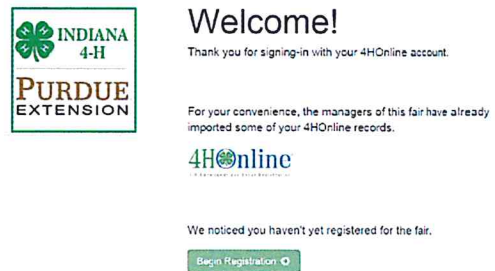 INDIANA
4-H
PURDUE
EXTENSION
Welcome!
Thank you for signing-in with your 4HOnline account.
For your convenience, the managers of this fair have already
imported some of your 4HOnline records.
4HOnline
We noticed you haven't yet registered for the fair.
Begin Registration